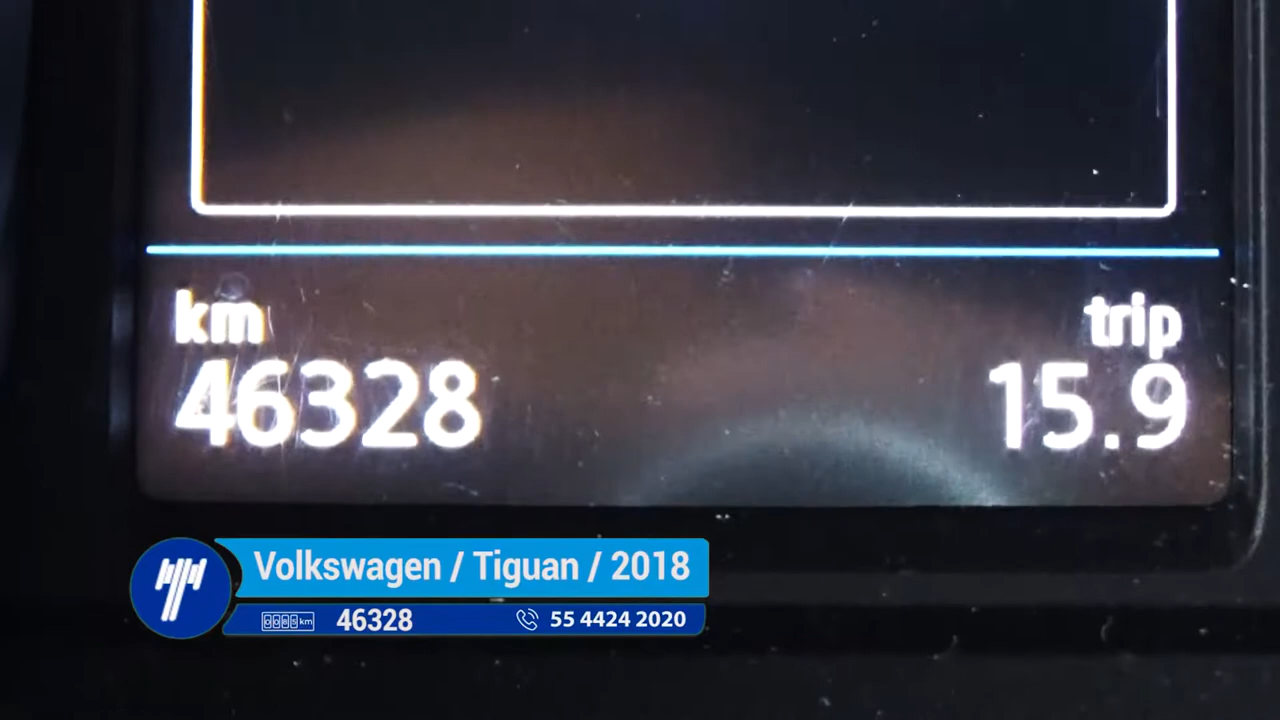 km
trip
46328
15.9
Volkswagen / Tiguan / 2018
46328
55 4424 2020